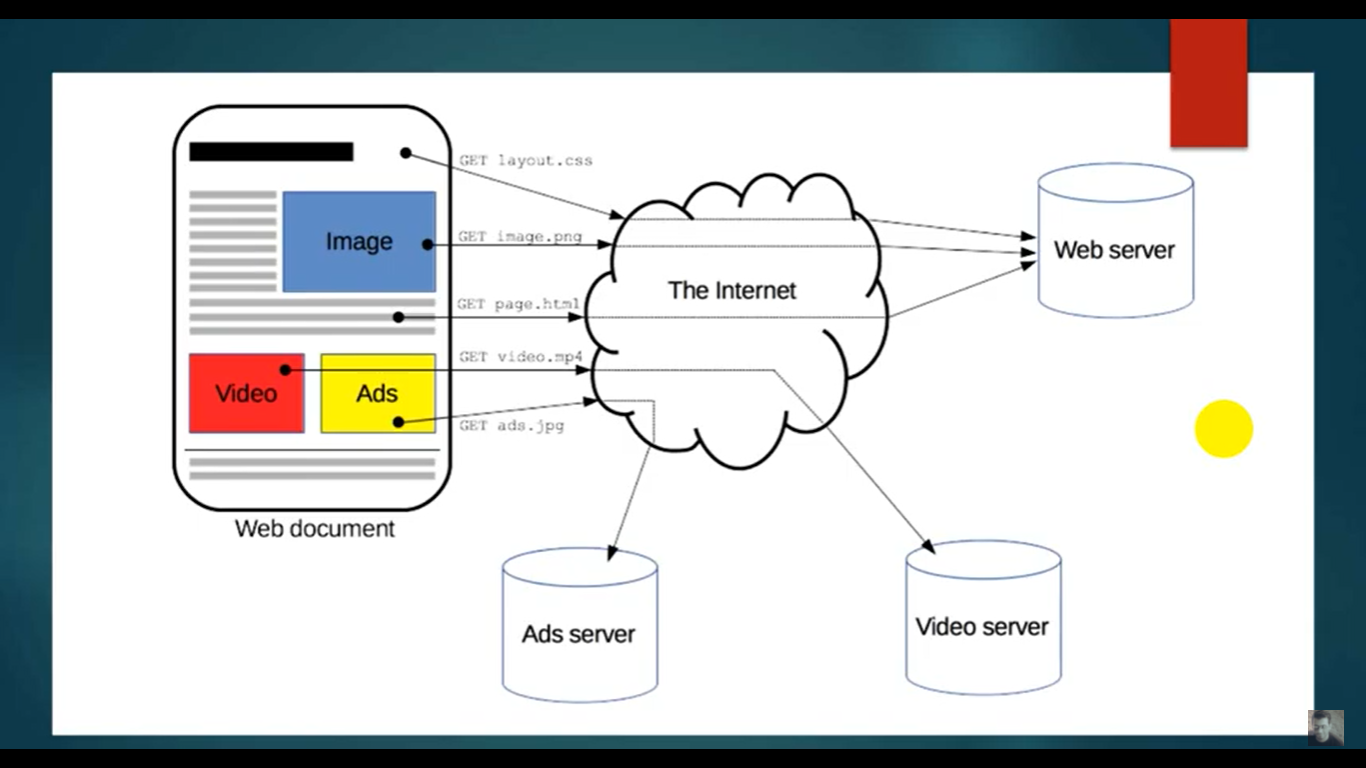 GET layout.css
Image
GET image.png
Web server
The Internet
GET page.html
GET video.mp4
Video
Ads
GET ads.jpg
Web document
Ads server
Video server